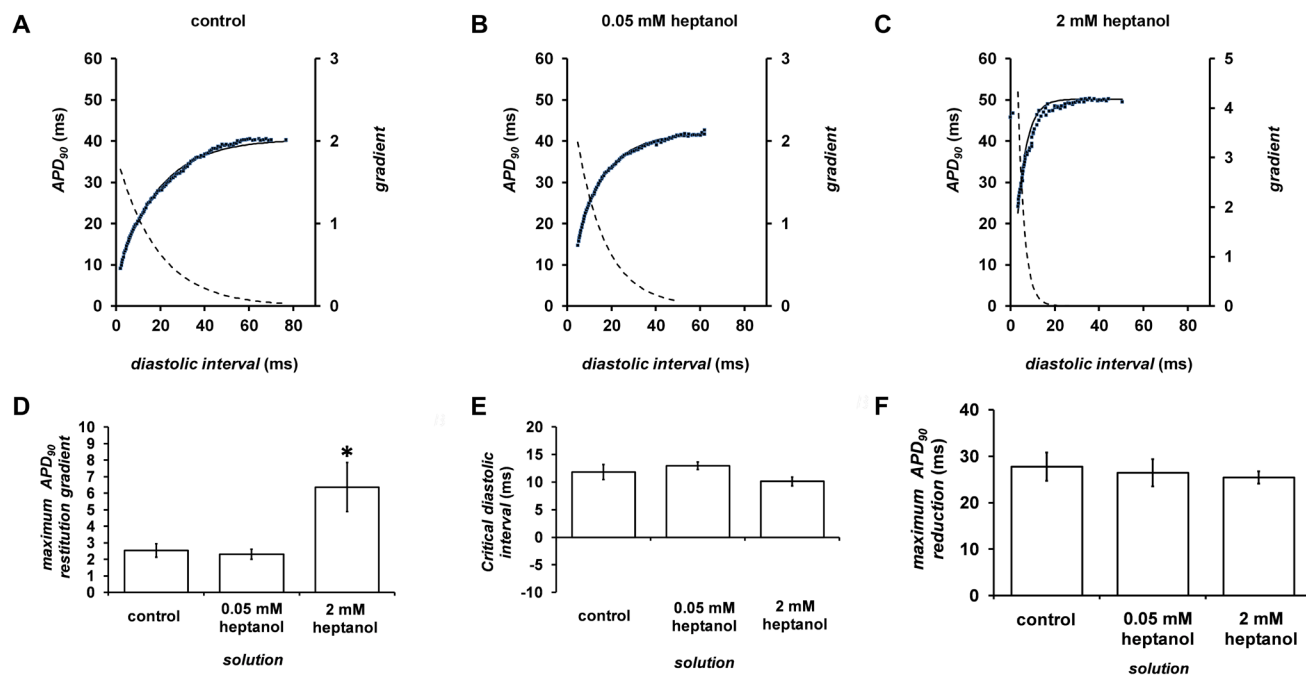 A
control
60
50
40
30
20
10
0
APD90 (ms)
3
2
1
0
gradient
0 20 40 60 80
diastolic interval (ms)
B
0.05 mM heptanol
60
50
40
30
20
10
0
APD90 (ms)
3
2
1
0
gradient
0 20 40 60 80
diastolic interval (ms)
C
2 mM heptanol
60
50
40
30
20
10
0
APD90 (ms)
5
4
3
2
1
0
gradient
0 20 40 60 80
diastolic interval (ms)
D
maximum APD90
restitution gradient
10
9
8
7
6
5
4
3
2
1
0
*
control
0.05 mM
heptanol
2 mM
heptanol
solution
E
Critical diastolic
interval (ms)
20
15
10
5
0
-5
-10
control
0.05 mM
heptanol
2 mM
heptanol
solution
F
maximum APD90
reduction (ms)
40
30
20
10
0
control
0.05 mM
heptanol
2 mM
heptanol
solution